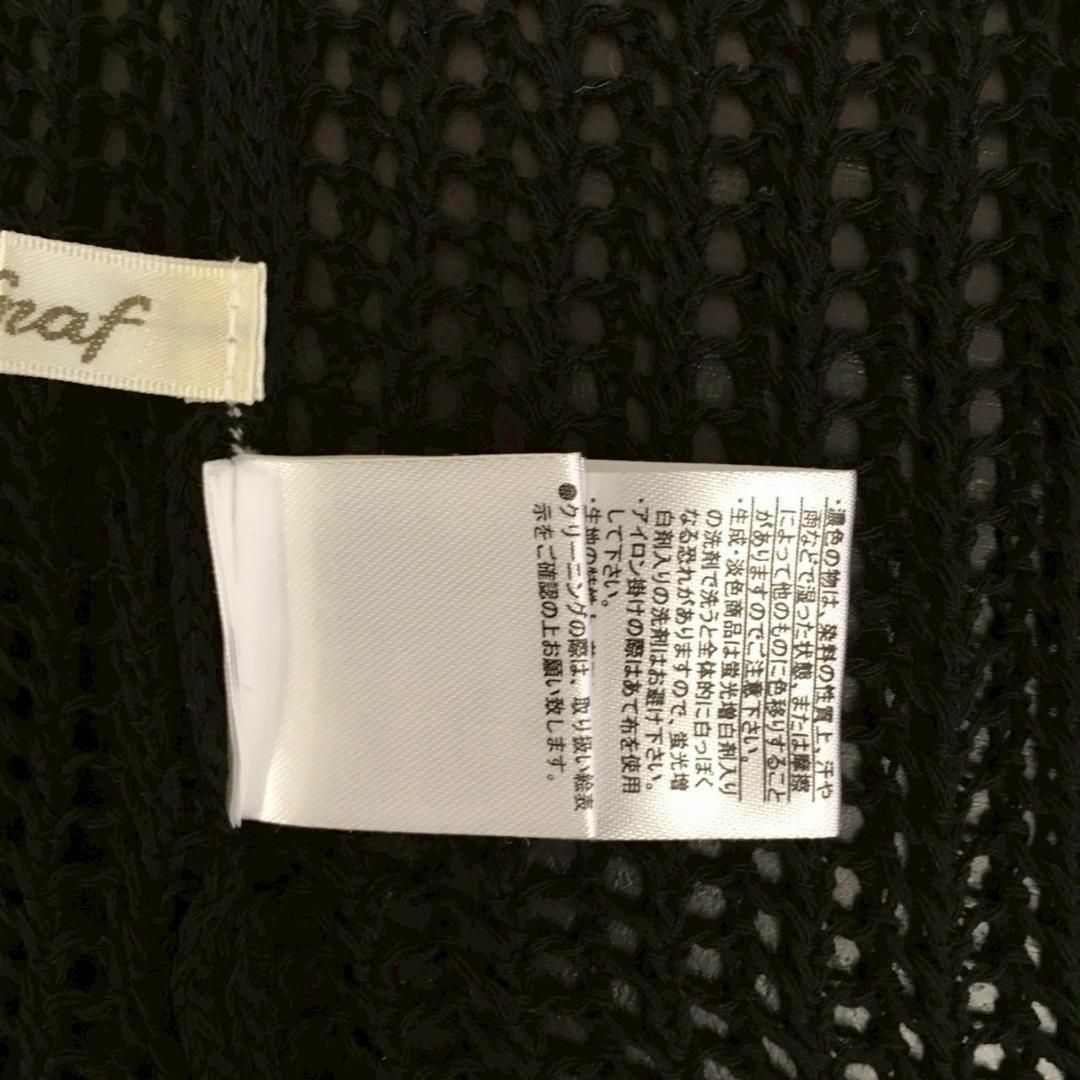 naf
・濃色の物は、染料の性質上、汗や
雨などで湿った状態、または摩擦
によって他のものに色移りすること
がありますのでご注意下さい。
・生成・淡色商品は蛍光増白剤入り
の洗剤で洗うと全体的に白っぽく
なる恐れがありますので、蛍光増
白剤入りの洗剤はお避け下さい。
・アイロン掛けの際はあて布を使用
して下さい。
・生地の特性
クリーニングの際は、取り扱い絵表
示をご確認の上お願い致します。